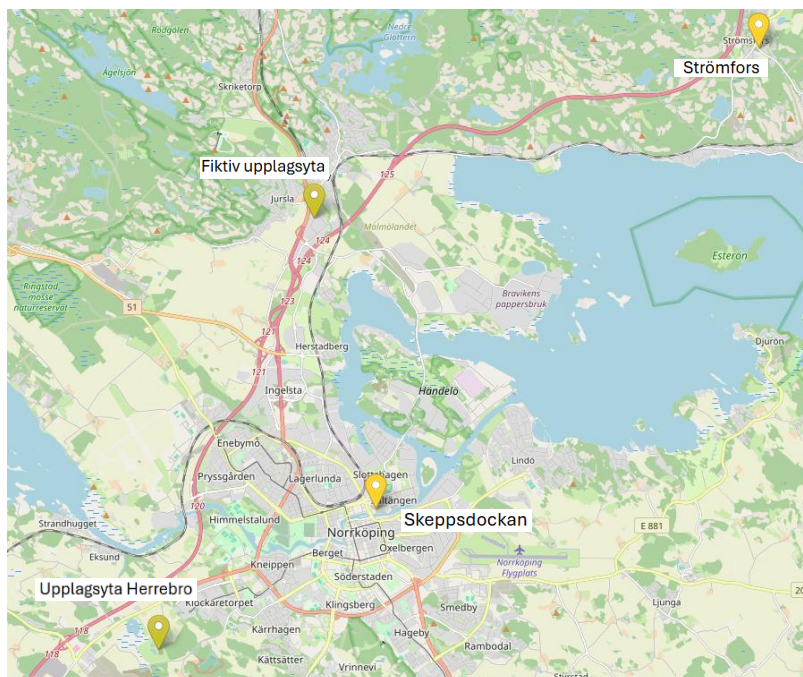 Rödgölen
Nedre
Glottern
Ågelsjön
Strömsfors
Strömfors
Skriketorp
Fiktiv upplagsyta
125
Jursla
Malmölandet
124
124
Esterön
Ringstad
mosse
naturreservat
123
Bravikens
pappersbruk
51
121
Djurön
Herstadberg
121
Ingelsta
Händelö
Enebymo
Lindö
Pryssgården
Lagerlunda
Slottshagen
120
Skeppsdockan
Himmelstalund
Strandhugget
Norrköping
E 881
Eksund
Berget
Oxelbergen
Kneippen
Norrköping
Flygplats
Söderstaden
Upplagsyta Herrebro
Klockaretorpet
Klingsberg
Smedby
Ljunga
118
Kärrhagen
Hageby
118
Rambodal
Kättsätter
Vrinnevi